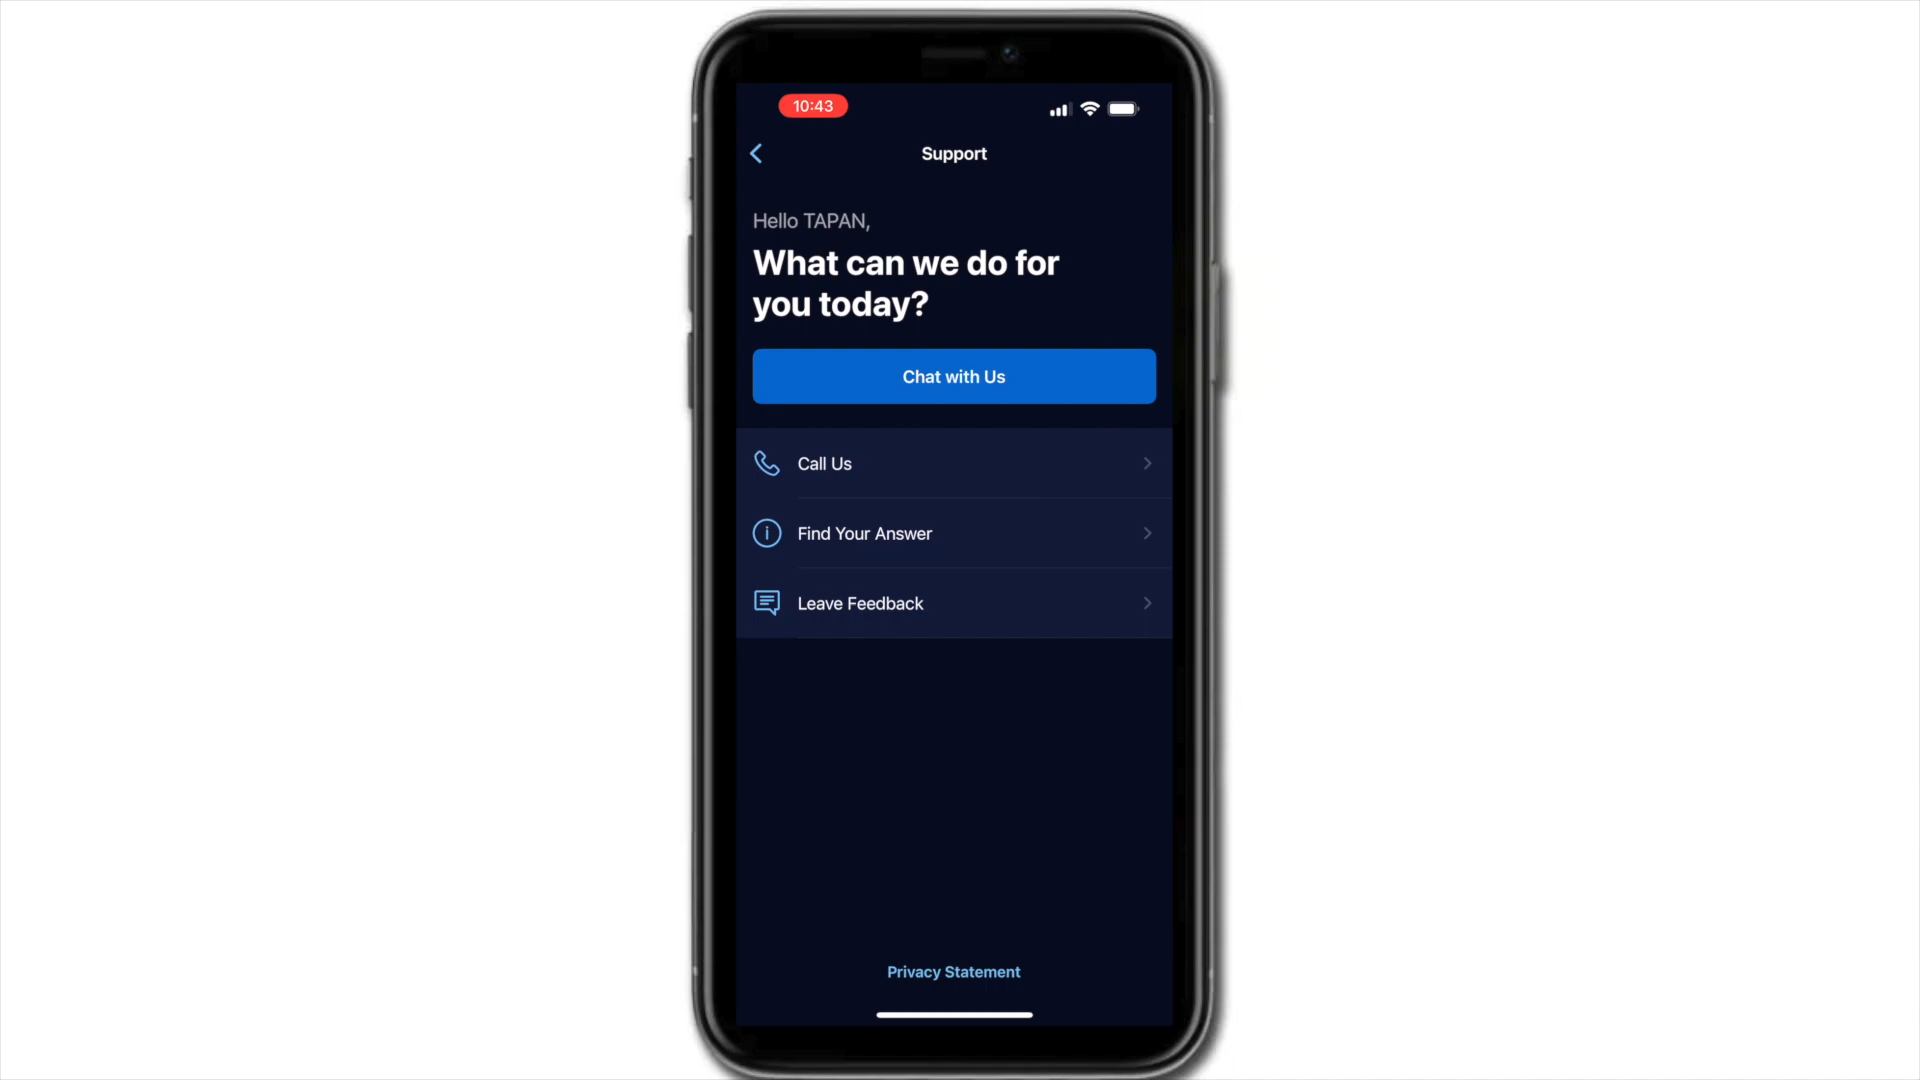 10:43
Support
Hello TAPAN,
What can we do for
you today?
Chat with Us
Call Us
Find Your Answer
Leave Feedback
Privacy Statement